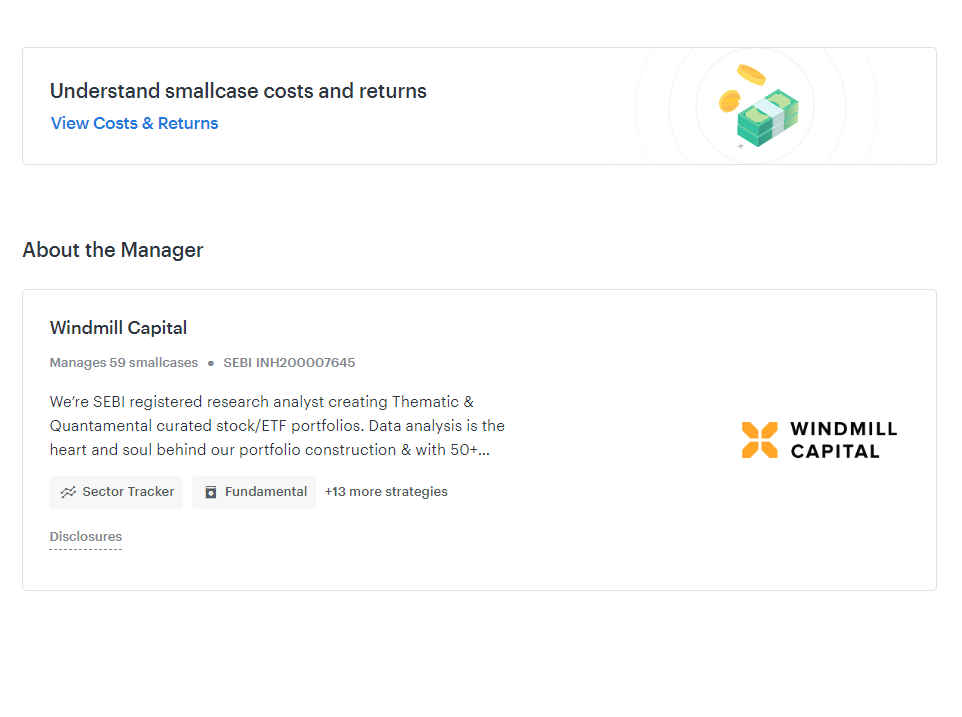 Understand smallcase costs and returns
View Costs & Returns
About the Manager
Windmill Capital
Manages 59 smallcases • SEBI INH200007645
We’re SEBI registered research analyst creating Thematic &
Quantamental curated stock/ETF portfolios. Data analysis is the
heart and soul behind our portfolio construction & with 50+...
WINDMILL
CAPITAL
Sector Tracker Fundamental +13 more strategies
Disclosures